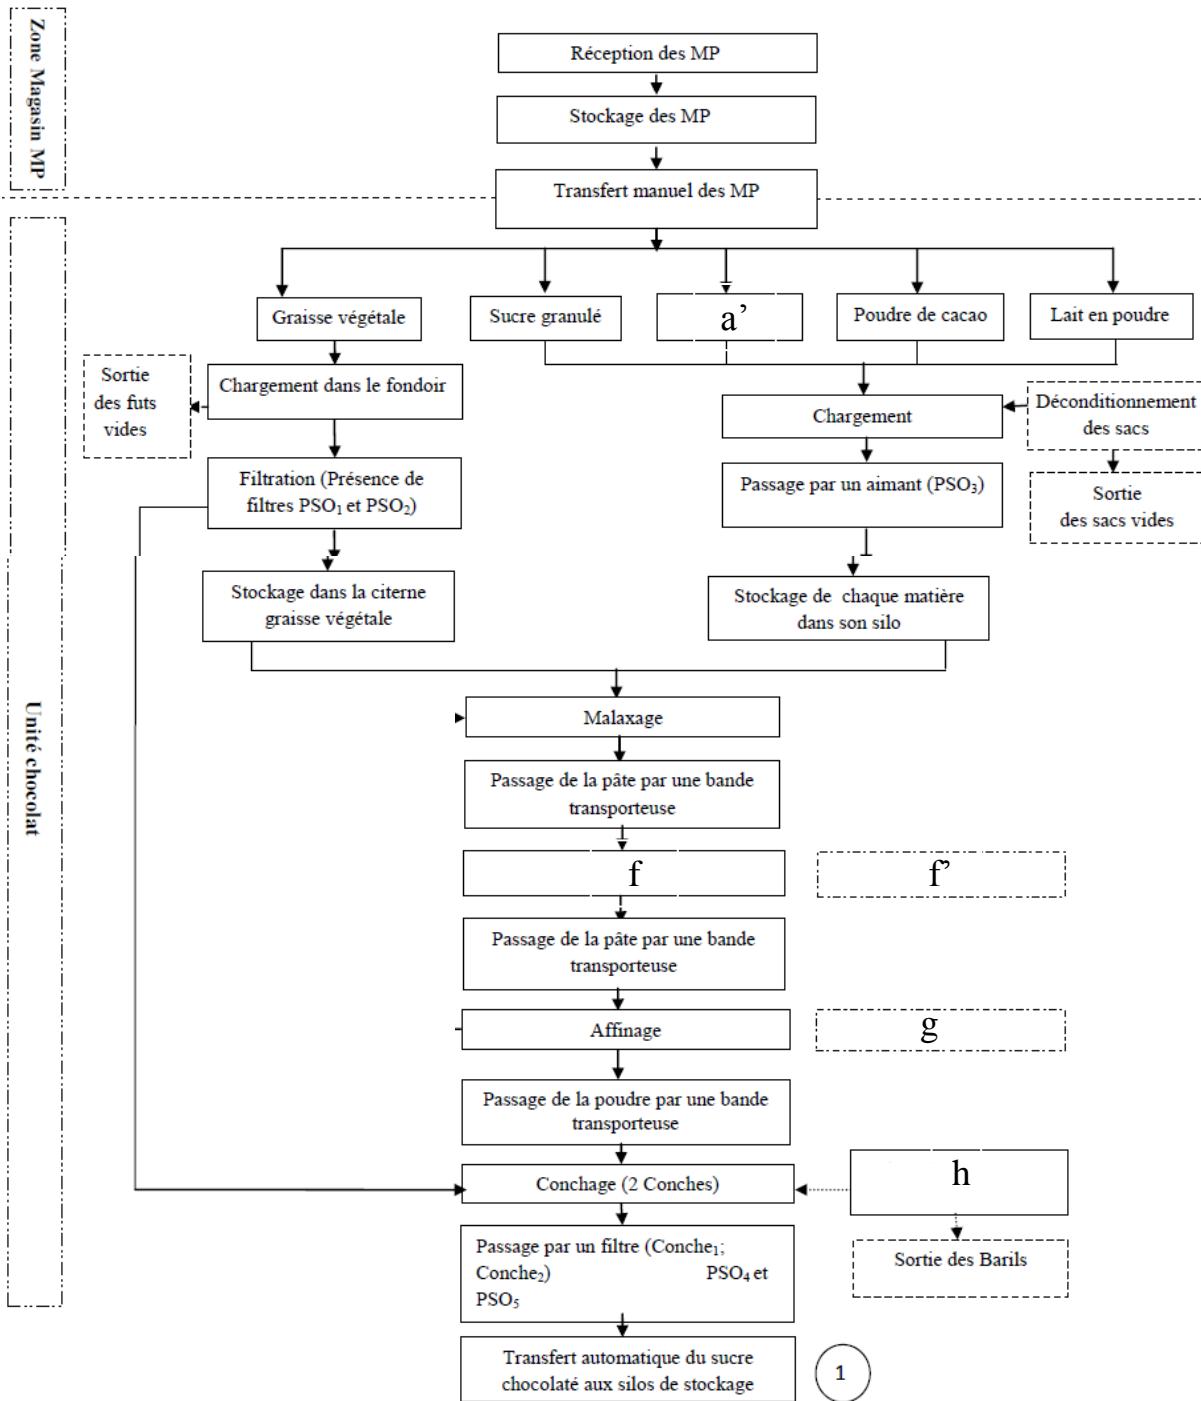 Zone Magasin MP
Réception des MP
Stockage des MP
Transfert manuel des MP
Unité chocolat
Graisse végétale
Sucre granulé
a’
Poudre de cacao
Lait en poudre
Sortie
des futs
vides
Chargement dans le fondoir
Chargement
Déconditionnement
des sacs
Filtration (Présence de
filtres PSO₁ et PSO₂)
Passage par un aimant (PSO₃)
Sortie
des sacs vides
Stockage dans la citerne
graisse végétale
Stockage de chaque matière
dans son silo
Malaxage
Passage de la pâte par une bande
transporteuse
f
f’
Passage de la pâte par une bande
transporteuse
Affinage
g
Passage de la poudre par une bande
transporteuse
Conchage (2 Conches)
h
Passage par un filtre (Conche₁;
Conche₂) PSO₄ et
PSO₅
Sortie des Barils
Transfert automatique du sucre
chocolaté aux silos de stockage
1